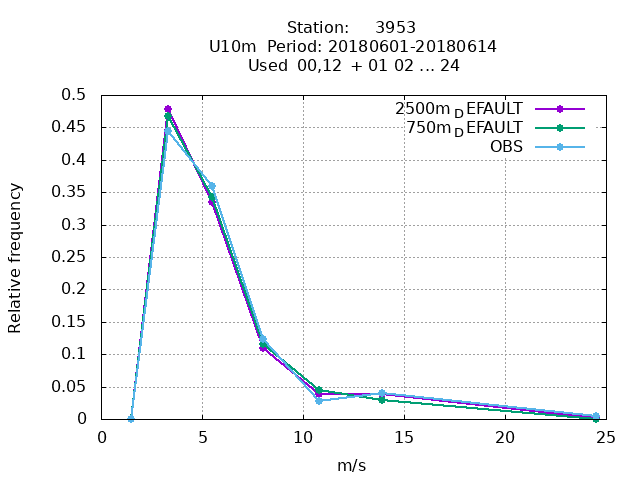 Station: 3953
U10m Period: 20180601-20180614
Used 00,12 + 01 02 ... 24
2500m_DEFAULT
750m_DEFAULT
OBS
0.5
0.45
0.4
0.35
0.3
0.25
0.2
0.15
0.1
0.05
0
Relative frequency
0 5 10 15 20 25
m/s